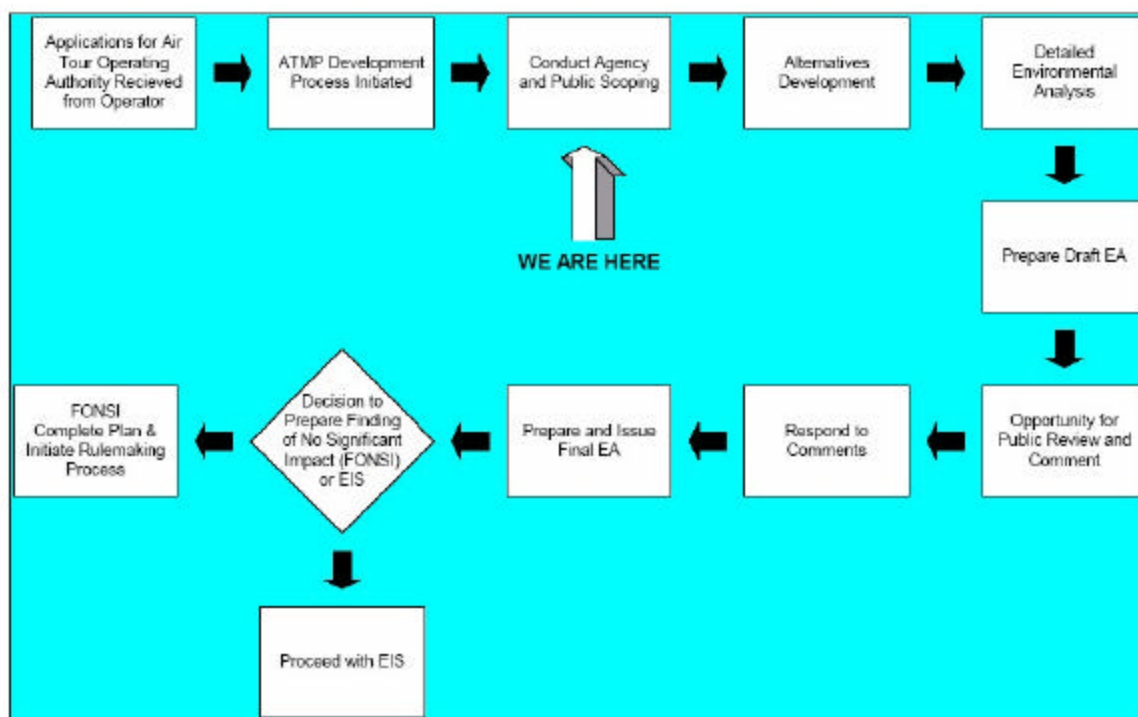 Applications for Air
Tour Operating
Authority Recieved
from Operator
ATMP Development
Process Initiated
Conduct Agency
and Public Scoping
Alternatives
Development
Detailed
Environmental
Analysis
WE ARE HERE
Prepare Draft EA
Opportunity for
Public Review and
Comment
Respond to
Comments
Prepare and Issue
Final EA
Decision to
Prepare Finding
of No Significant
Impact (FONSI)
or EIS
FONSI
Complete Plan &
Initiate Rulemaking
Process
Proceed with EIS